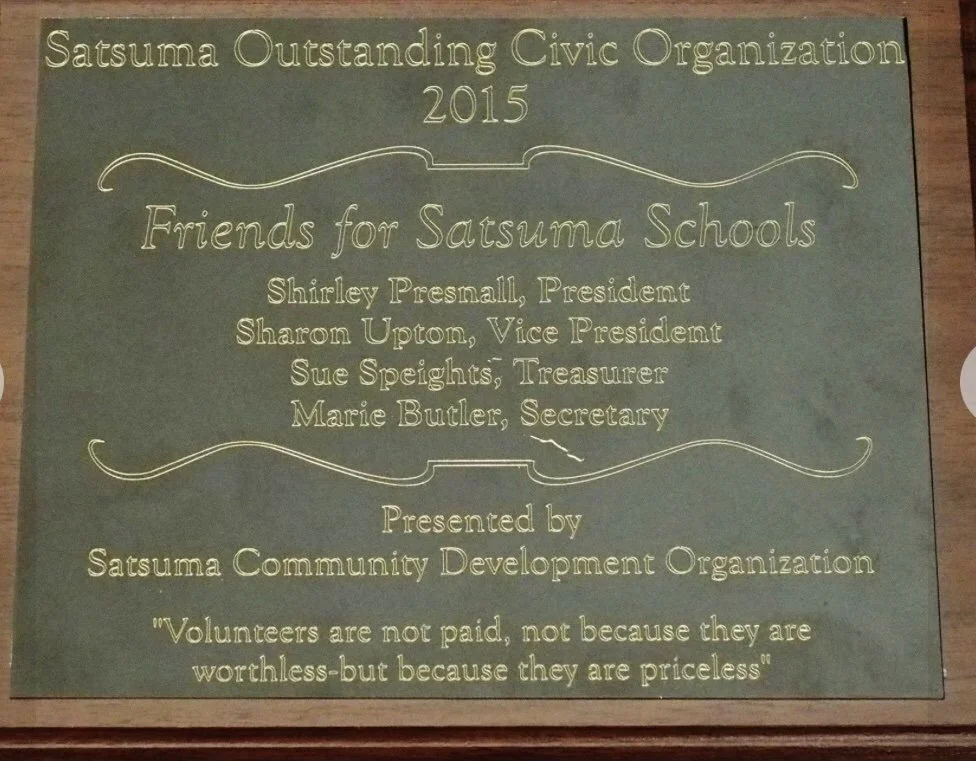 Satsuma Outstanding Civic Organization
2015
Friends for Satsuma Schools
Shirley Presnall, President
Sharon Upton, Vice President
Sue Speights, Treasurer
Marie Butler, Secretary
Presented by
Satsuma Community Development Organization
"Volunteers are not paid, not because they are
worthless-but because they are priceless"